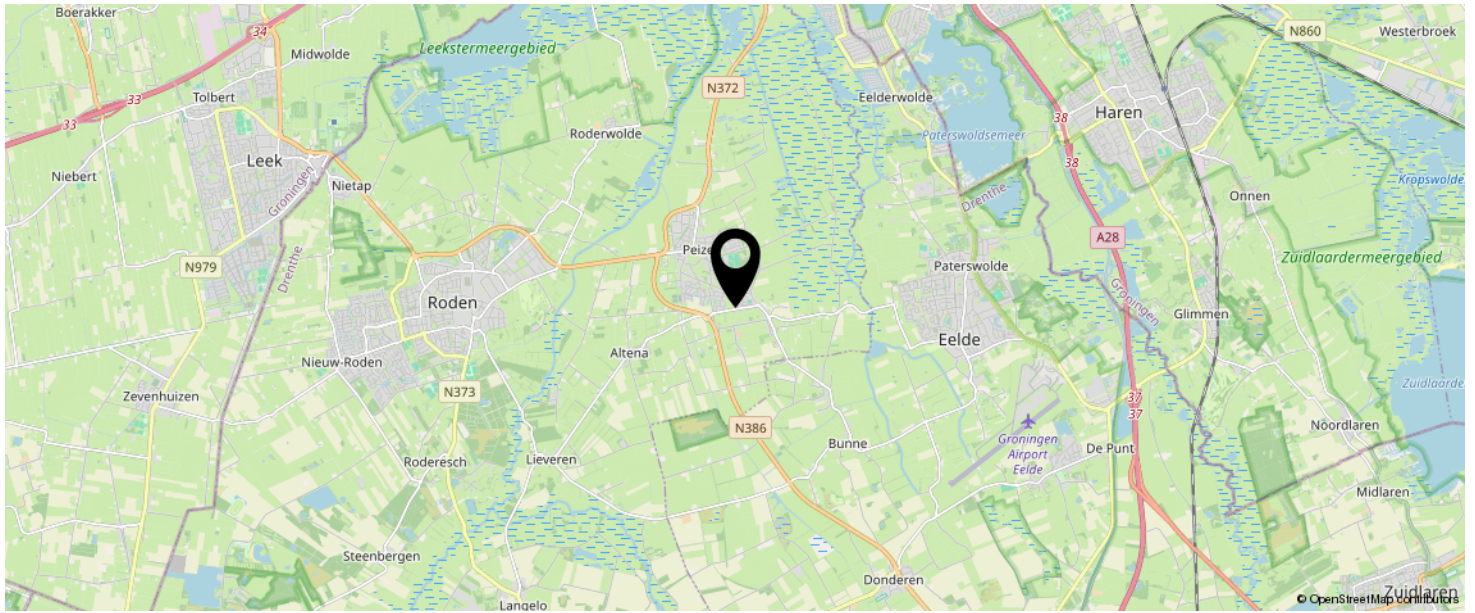 Boerakker
34
Midwolde
Leekstermeergebied
N860
Westerbroek
33
Tolbert
33
N372
Eelderwolde
38
Haren
Roderwolde
Paterswoldsemeer
Leek
38
Niebert
Nietap
Groningen
Drenthe
Onnen
Peize
A28
Drenthe
N979
Paterswolde
Zuidlaardermeergebied
Roden
Groningen
Glimmen
Altena
Eelde
Nieuw-Roden
N373
Zevenhuizen
37
37
N386
Bunne
Groningen
Airport
Eelde
De Punt
Noordlaren
Roderesch
Lieveren
Midlaren
Steenbergen
Donderen
Langelo
Zuidlaren
© OpenStreetMap contributors